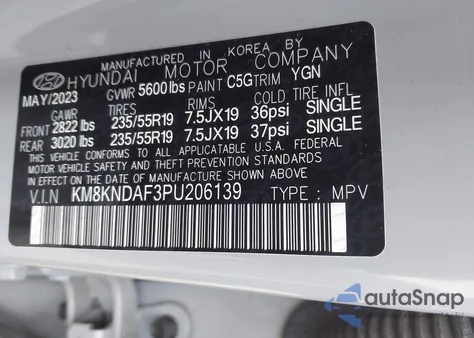 MANUFACTURED IN KOREA BY
HYUNDAI MOTOR COMPANY
MAY/2023 GVWR 5600 lbs PAINT C5G TRIM YGN
GAWR TIRES RIMS COLD TIRE INFL.
FRONT 2822 lbs 235/55R19 7.5JX19 36psi SINGLE
REAR 3020 lbs 235/55R19 7.5JX19 37psi SINGLE
THIS VEHICLE CONFORMS TO ALL APPLICABLE FEDERAL
MOTOR VEHICLE SAFETY AND THEFT PREVENTION STANDARDS
IN EFFECT ON THE DATE OF MANUFACTURE SHOWN ABOVE.
V.I.N KM8KNDAF3PU206139 TYPE : MPV
autoSnap